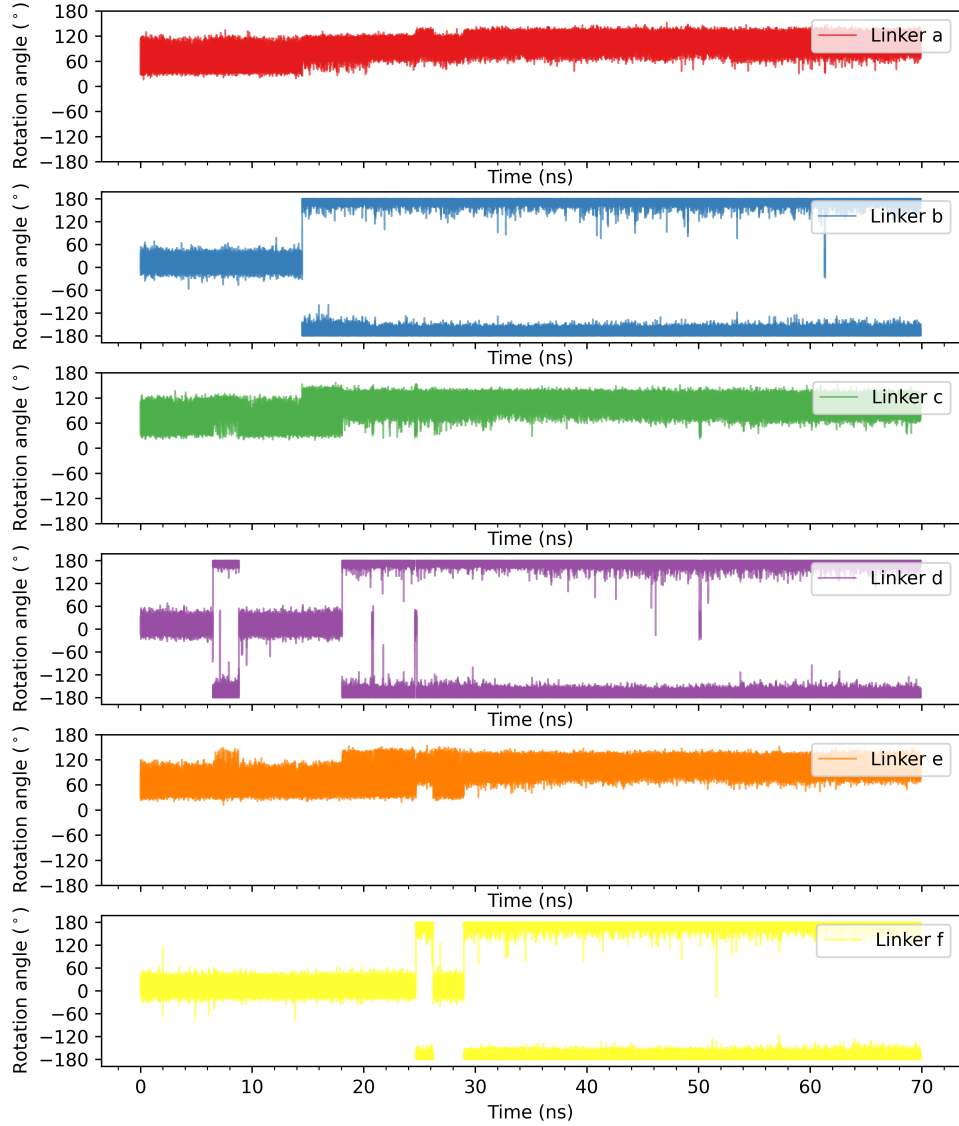 Rotation angle (°)
180
120
60
0
−60
−120
−180
Linker a
Time (ns)
Rotation angle (°)
180
120
60
0
−60
−120
−180
Linker b
Time (ns)
Rotation angle (°)
180
120
60
0
−60
−120
−180
Linker c
Time (ns)
Rotation angle (°)
180
120
60
0
−60
−120
−180
Linker d
Time (ns)
Rotation angle (°)
180
120
60
0
−60
−120
−180
Linker e
Time (ns)
Rotation angle (°)
180
120
60
0
−60
−120
−180
Linker f
0 10 20 30 40 50 60 70
Time (ns)